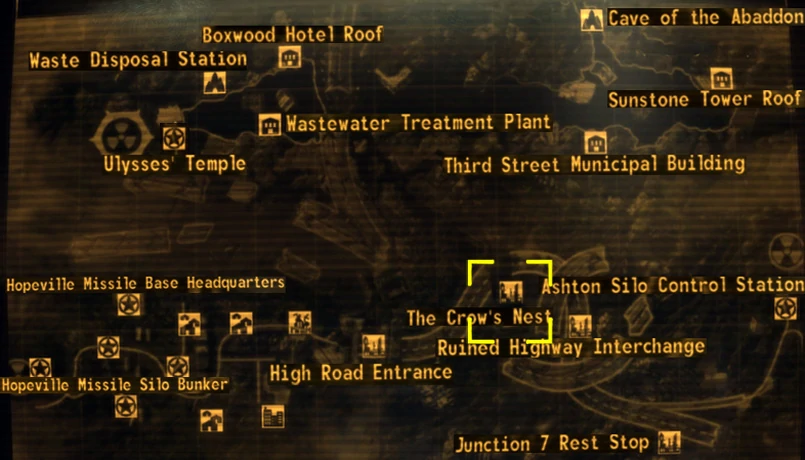 Cave of the Abaddon
Boxwood Hotel Roof
Waste Disposal Station
Sunstone Tower Roof
Wastewater Treatment Plant
Ulysses' Temple
Third Street Municipal Building
Hopeville Missile Base Headquarters
Ashton Silo Control Station
The Crow's Nest
Ruined Highway Interchange
High Road Entrance
Hopeville Missile Silo Bunker
Junction 7 Rest Stop